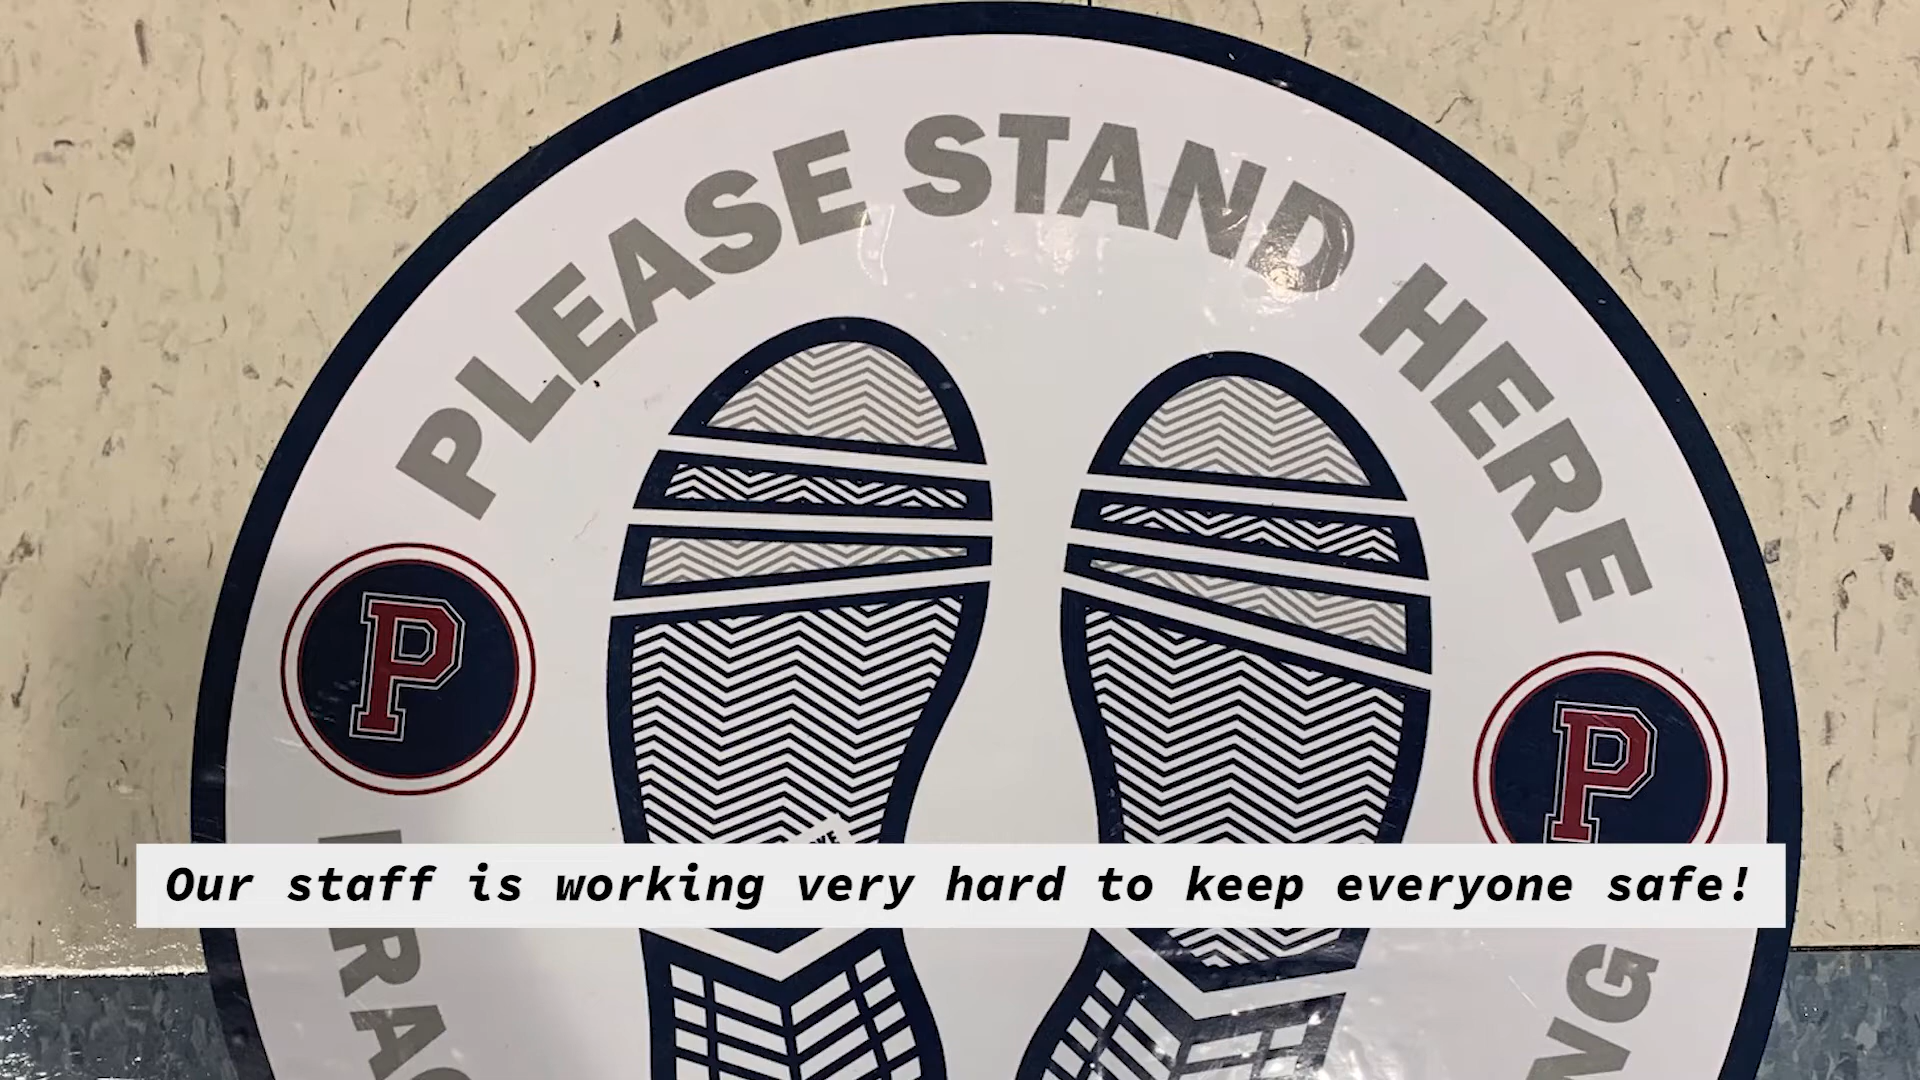 PLEASE STAND HERE
P
P
Our staff is working very hard to keep everyone safe!